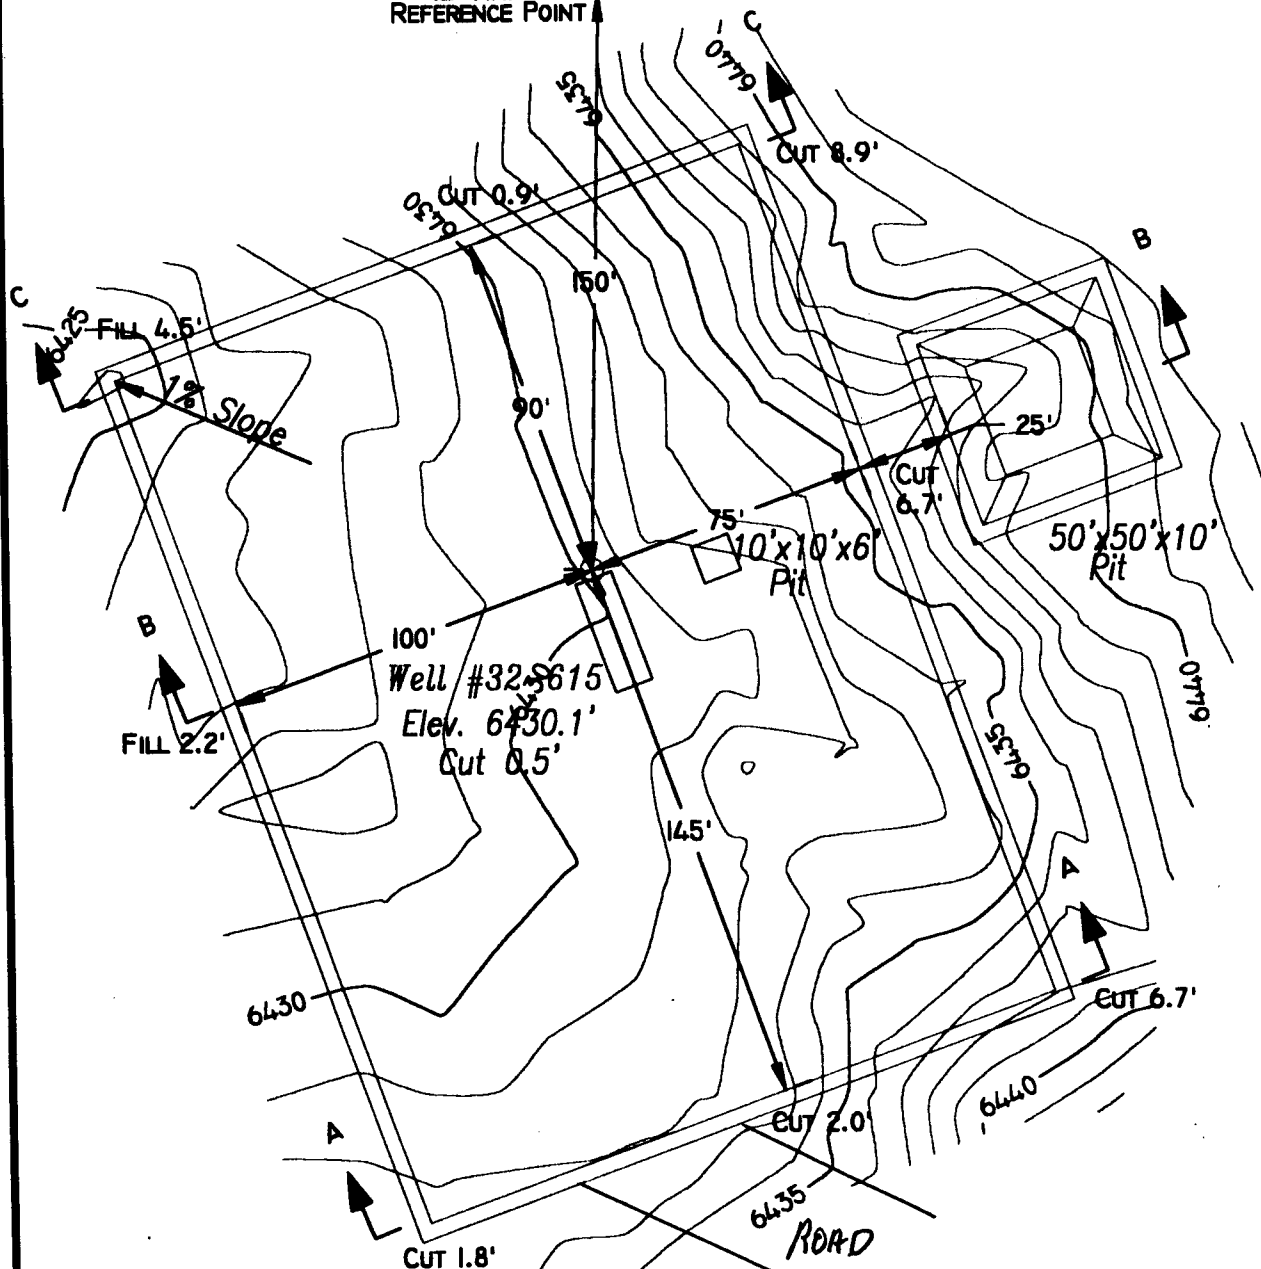 REFERENCE POINT
C
6440
6435
CUT 8.9'
CUT 0.9'
6430
B
150'
C
6425
FILL 4.5'
1% Slope
90'
25'
CUT
6.7'
75'
10'x10'x6'
Pit
50'x50'x10'
Pit
B
100'
Well #32-615
Elev. 6430.1'
Cut 0.5'
6430
6440
FILL 2.2'
6435
145'
A
6430
CUT 6.7'
6440
A
CUT 2.0'
6435
ROAD
CUT 1.8'